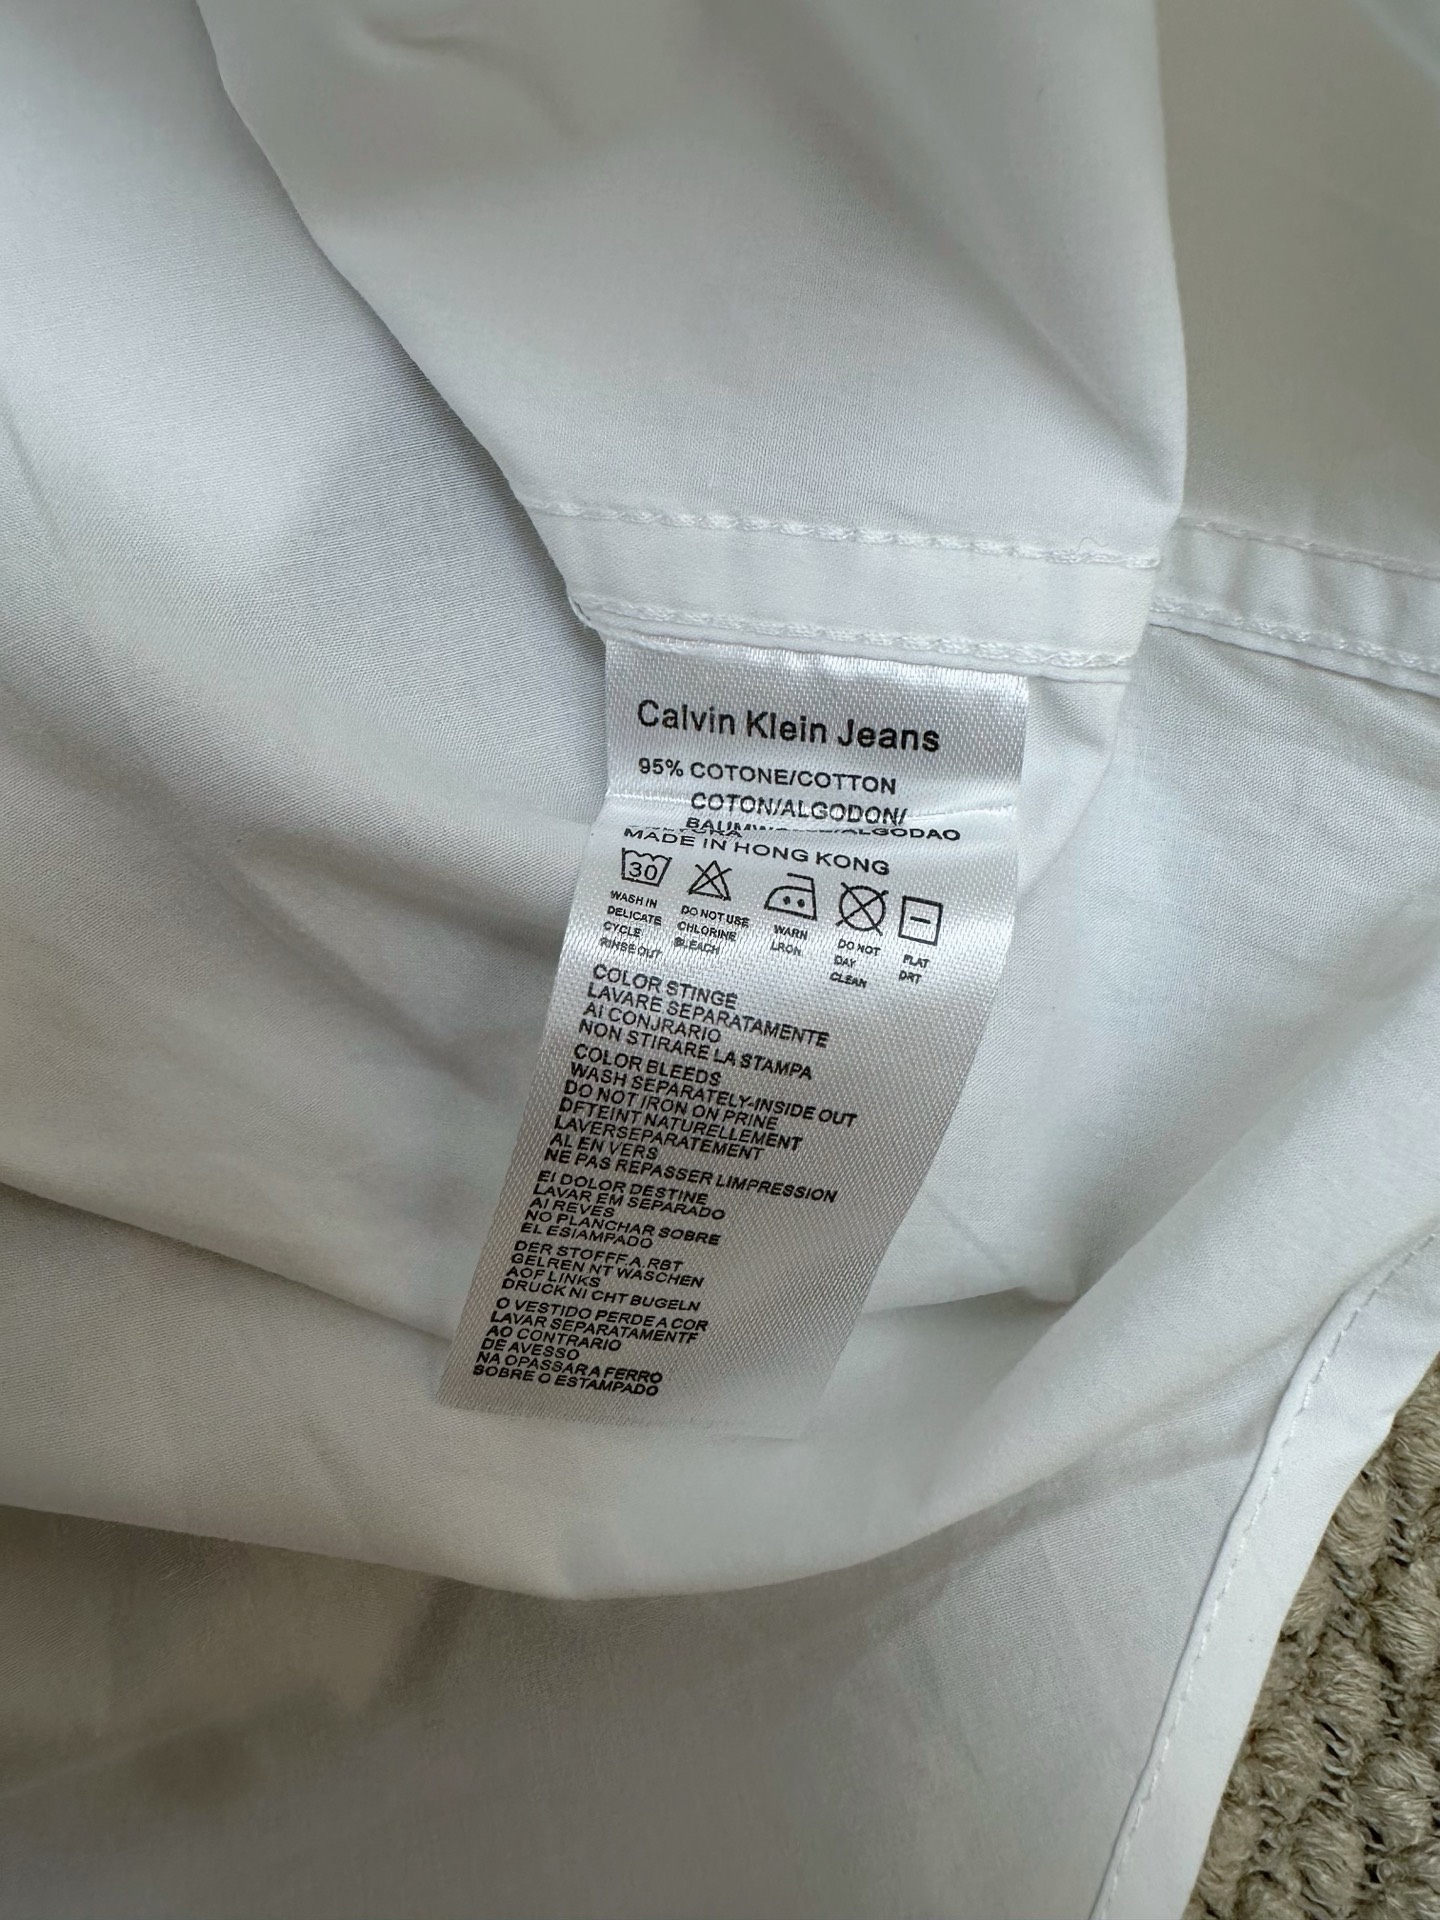 Calvin Klein Jeans
95% COTONE/COTTON
COTON/ALGODON/
MADE IN HONG KONG
30
WASH IN
DELICATE
CYCLE
RINSE OUT
DO NOT USE
CHLORINE
BLEACH
WARN
LRON
DO NOT
DAY
CLEAN
FLAT
DRT
COLOR STINGE
LAVARE SEPARATAMENTE
AI CONJRARIO
NON STIRARE LA STAMPA
COLOR BLEEDS
WASH SEPARATELY-INSIDE OUT
DO NOT IRON ON PRINE
DFTEINT NATURELLEMENT
LAVERSEPARATEMENT
AL EN VERS
NE PAS REPASSER LIMPRESSION
EI DOLOR DESTINE
LAVAR EM SEPARADO
AI REVES
NO PLANCHAR SOBRE
EL ESIAMPADO
DER STOFFF.A.RBT
GELREN NT WASCHEN
AOF LINKS
DRUCK NI CHT BUGELN
O VESTIDO PERDE A COR
LAVAR SEPARATAMENTF
AO CONTRARIO
DE AVESSO
NA OPASSARA FERRO
SOBRE O ESTAMPADO